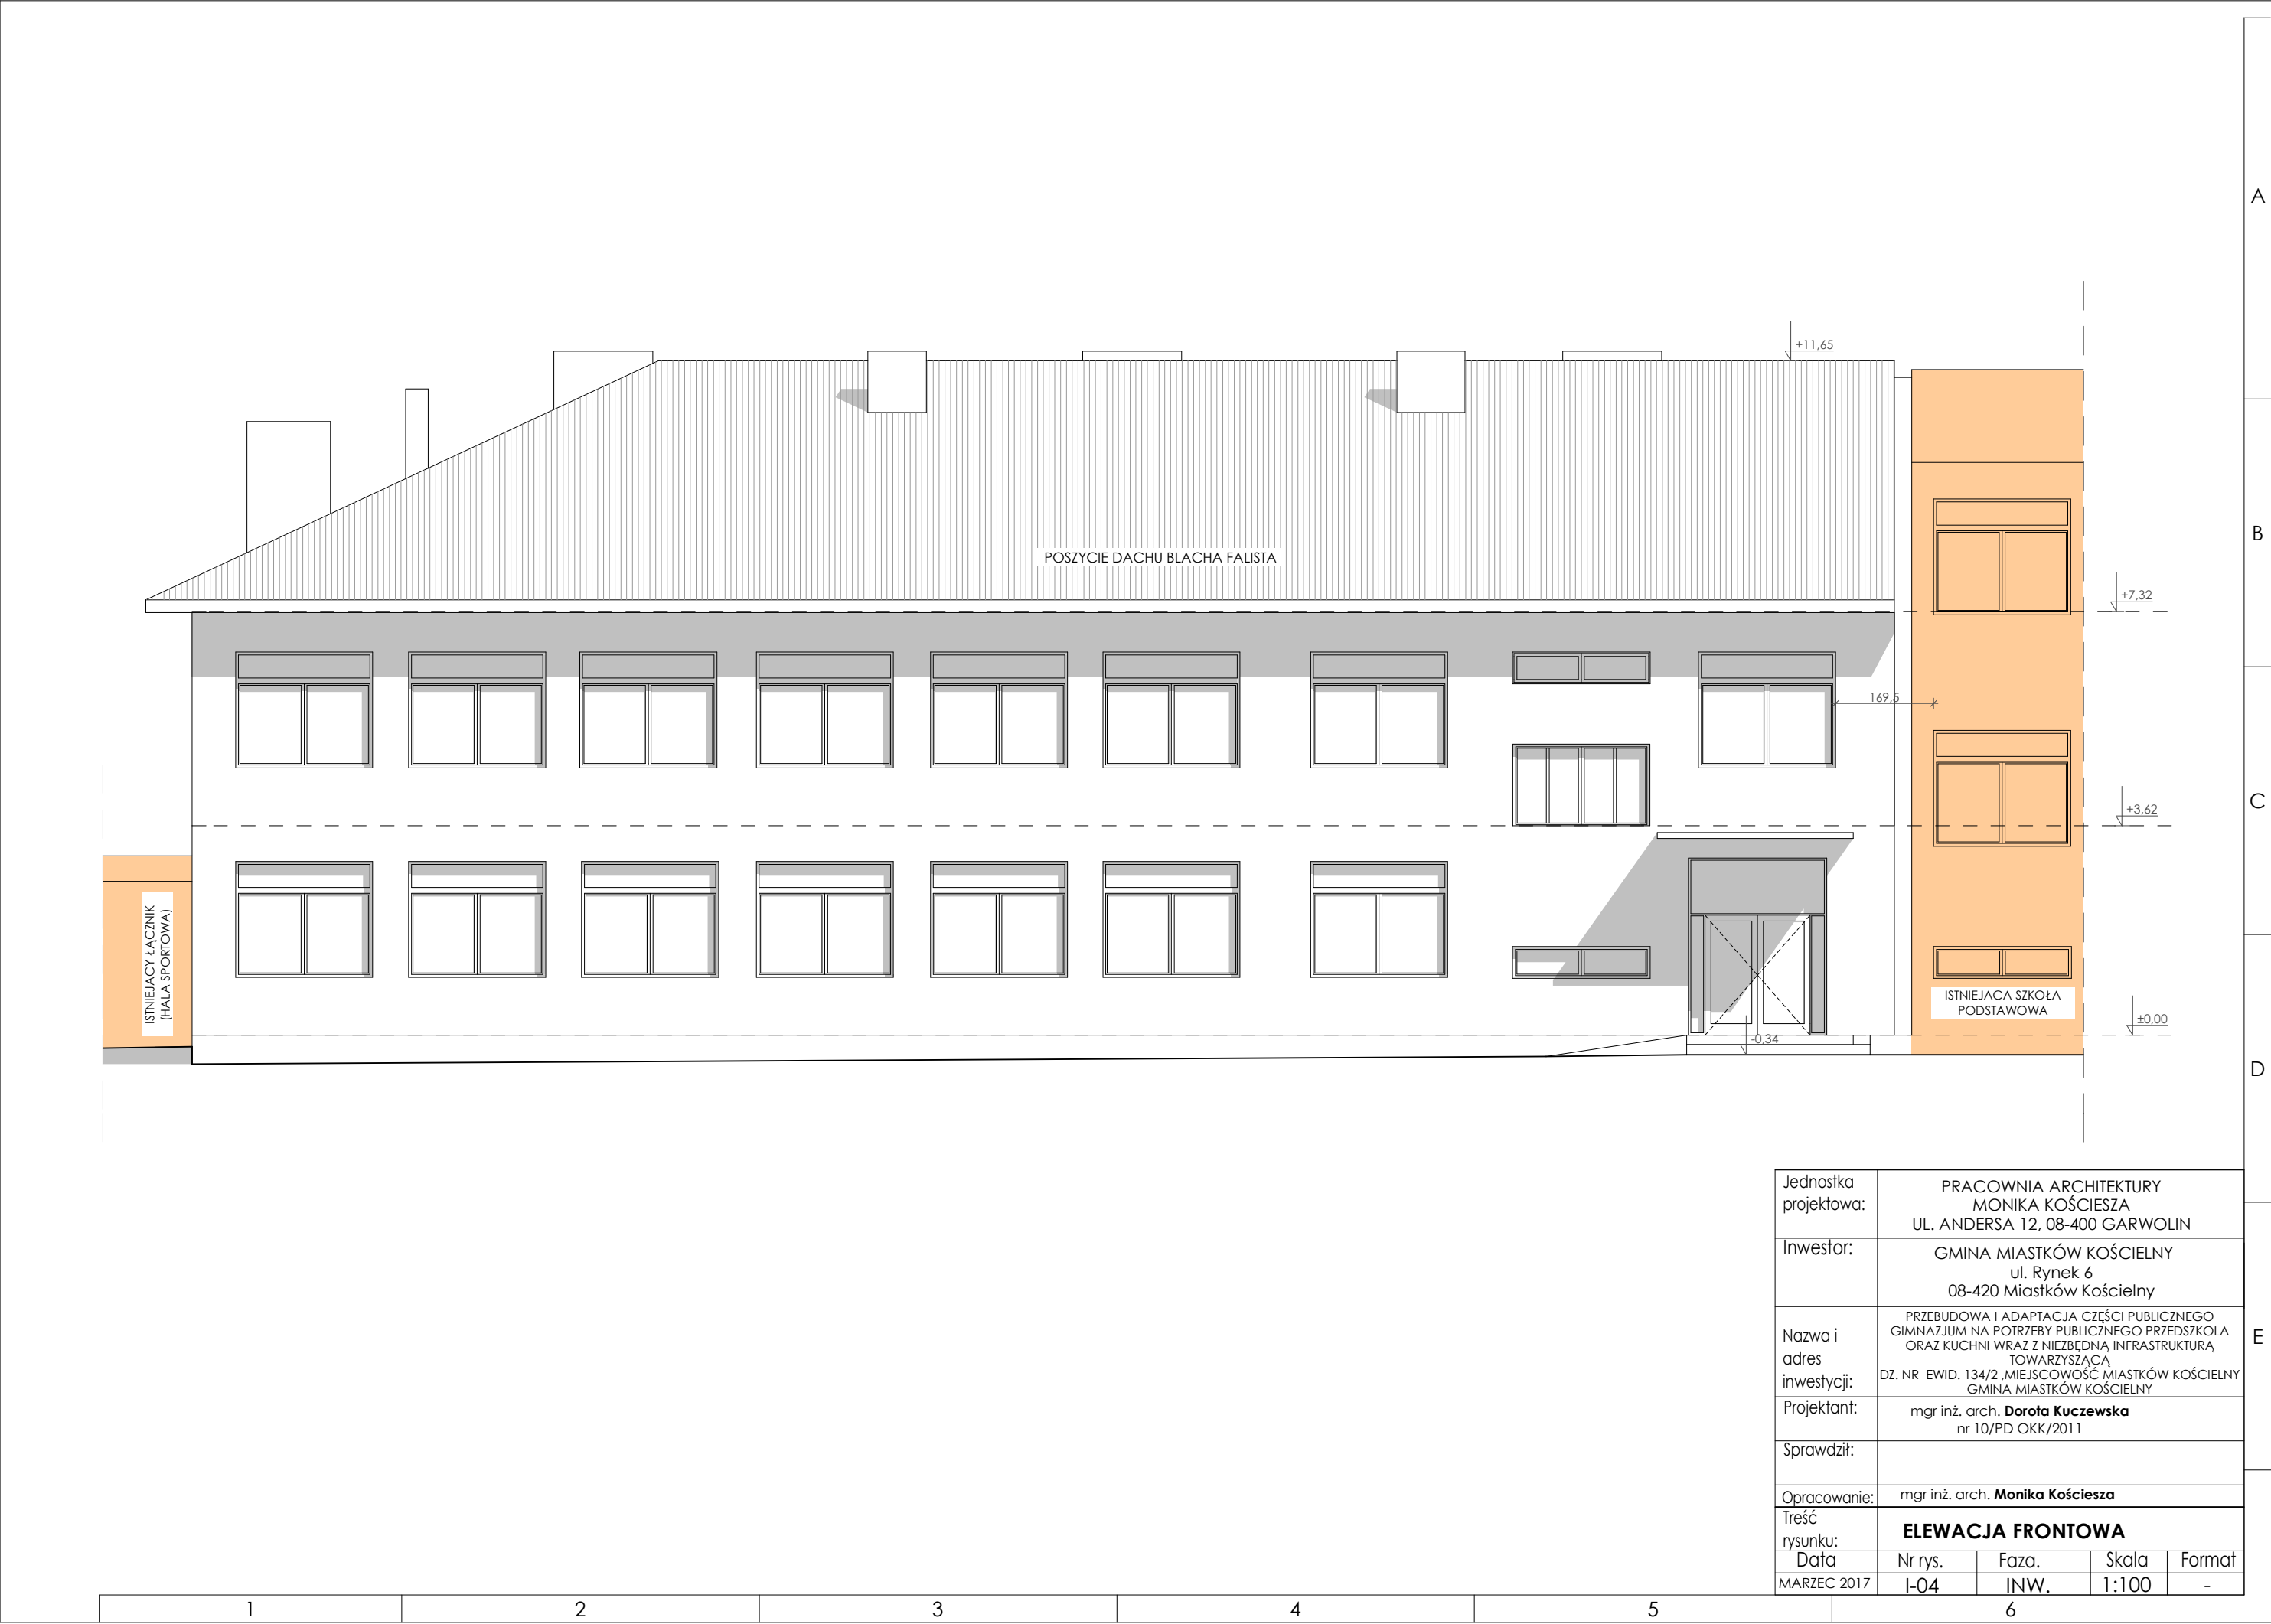 A
+11,65
B
POSZYCIE DACHU BLACHA FALISTA
+7,32
169,5
C
+3,62
ISTNIEJACY ŁĄCZNIK
(HALA SPORTOWA)
ISTNIEJACA SZKOŁA
PODSTAWOWA
±0,00
-0,34
D
Jednostka
projektowa:
PRACOWNIA ARCHITEKTURY
MONIKA KOŚCIESZA
UL. ANDERSA 12, 08-400 GARWOLIN
Inwestor:
GMINA MIASTKÓW KOŚCIELNY
ul. Rynek 6
08-420 Miastków Kościelny
Nazwa i
adres
inwestycji:
PRZEBUDOWA I ADAPTACJA CZĘŚCI PUBLICZNEGO
GIMNAZJUM NA POTRZEBY PUBLICZNEGO PRZEDSZKOLA
ORAZ KUCHNI WRAZ Z NIEZBĘDNĄ INFRASTRUKTURĄ
TOWARZYSZĄCĄ
DZ. NR EWID. 134/2 ,MIEJSCOWOŚĆ MIASTKÓW KOŚCIELNY
GMINA MIASTKÓW KOŚCIELNY
E
Projektant:
mgr inż. arch. Dorota Kuczewska
nr 10/PD OKK/2011
Sprawdził:
Opracowanie:
mgr inż. arch. Monika Kościesza
Treść
rysunku:
ELEWACJA FRONTOWA
Data Nr rys. Faza. Skala Format
MARZEC 2017 I-04 INW. 1:100 -
1 2 3 4 5 6